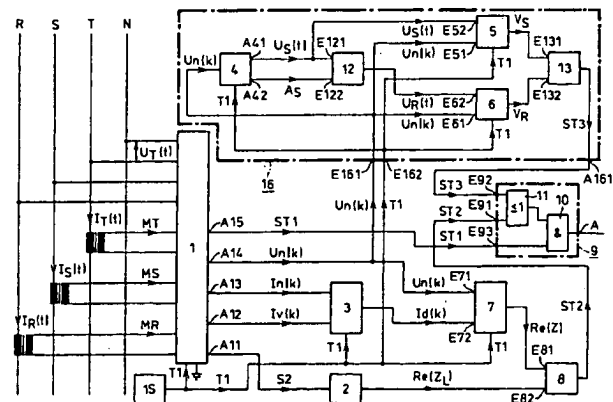 R S T N
Un(k) 4 A41 US(t) E121 12 US(t) E52 5 VS E131 13
A42 AS E122 Un(k) E51 T1 E132
T1 UR(t) E62 6 VR ST3
Un(k) E61 T1
UT(t) 16 E161 E162 A161
Un(k) T1 ST3 E92 11
IT(t) MT A15 ST1 ST2 E91 ≤1 10
1 A14 Un(k) ST1 E93 & A
IS(t) MS A13 In(k) Un(k) E71 7 9
A12 Iv(k) 3 Id(k) E72 ST2
IR(t) MR A11 T1 T1 Re(Z)
T1 E81
1S T1 S2 2 Re(ZL) E82 8